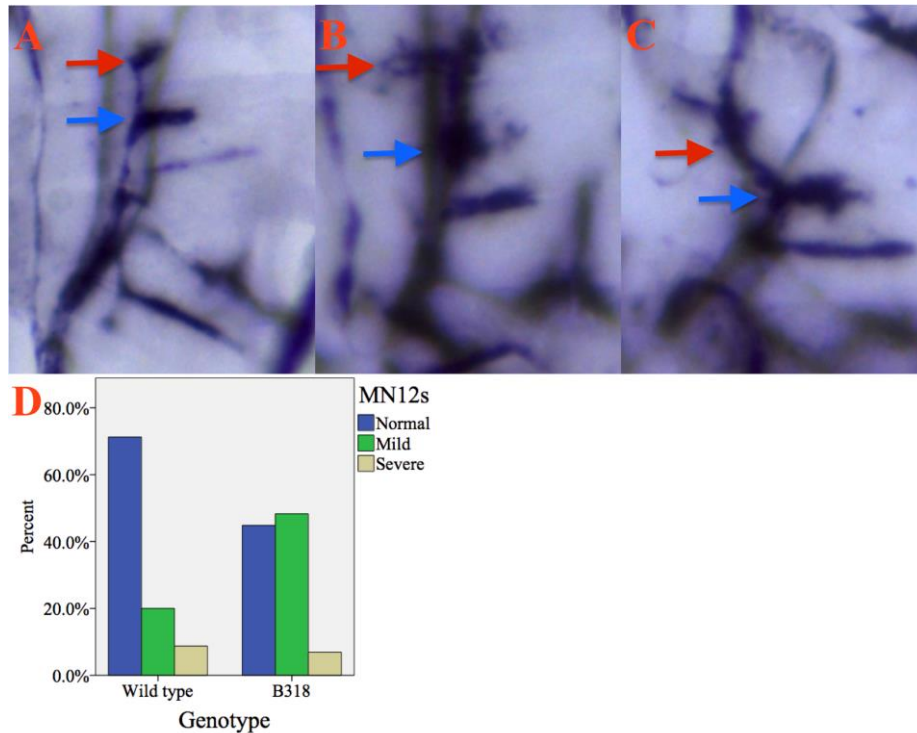 A
B
C
D
MN12s
Normal
Mild
Severe
80.0%
60.0%
40.0%
20.0%
0.0%
Percent
Wild type
B318
Genotype